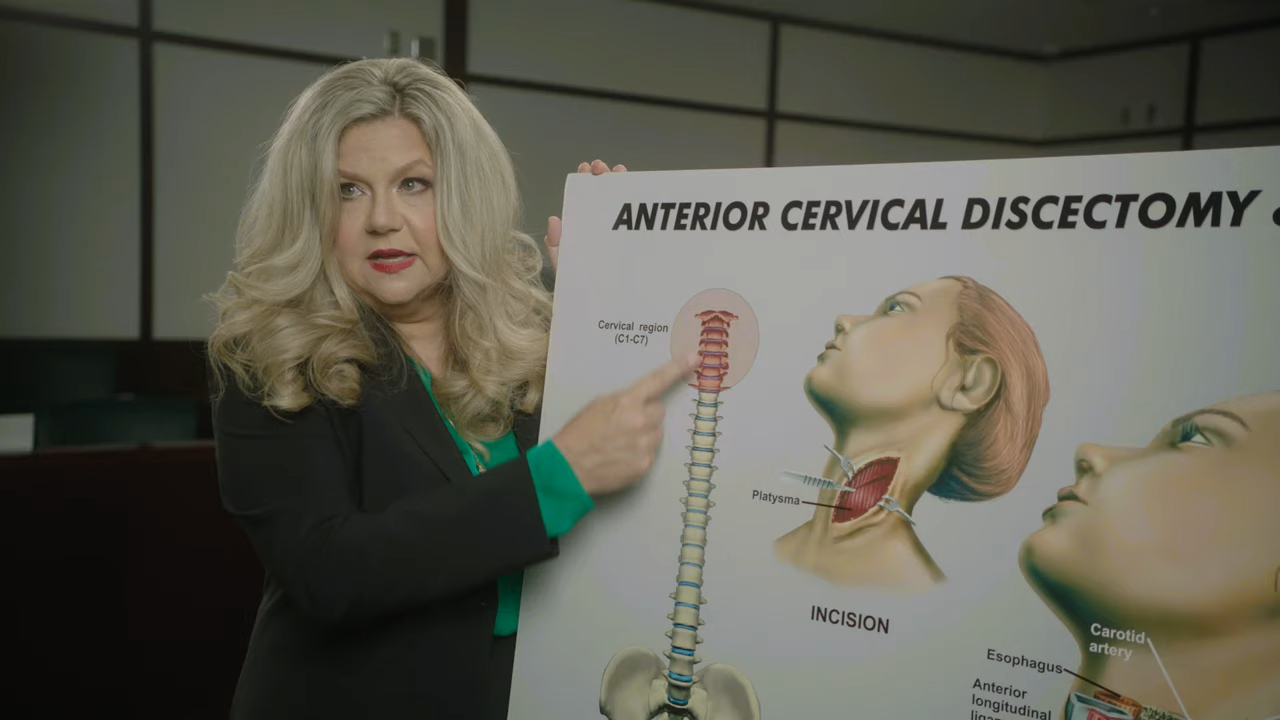 ANTERIOR CERVICAL DISCECTOMY
Cervical region
(C1-C7)
Platysma
INCISION
Carotid
artery
Esophagus
Anterior
longitudinal